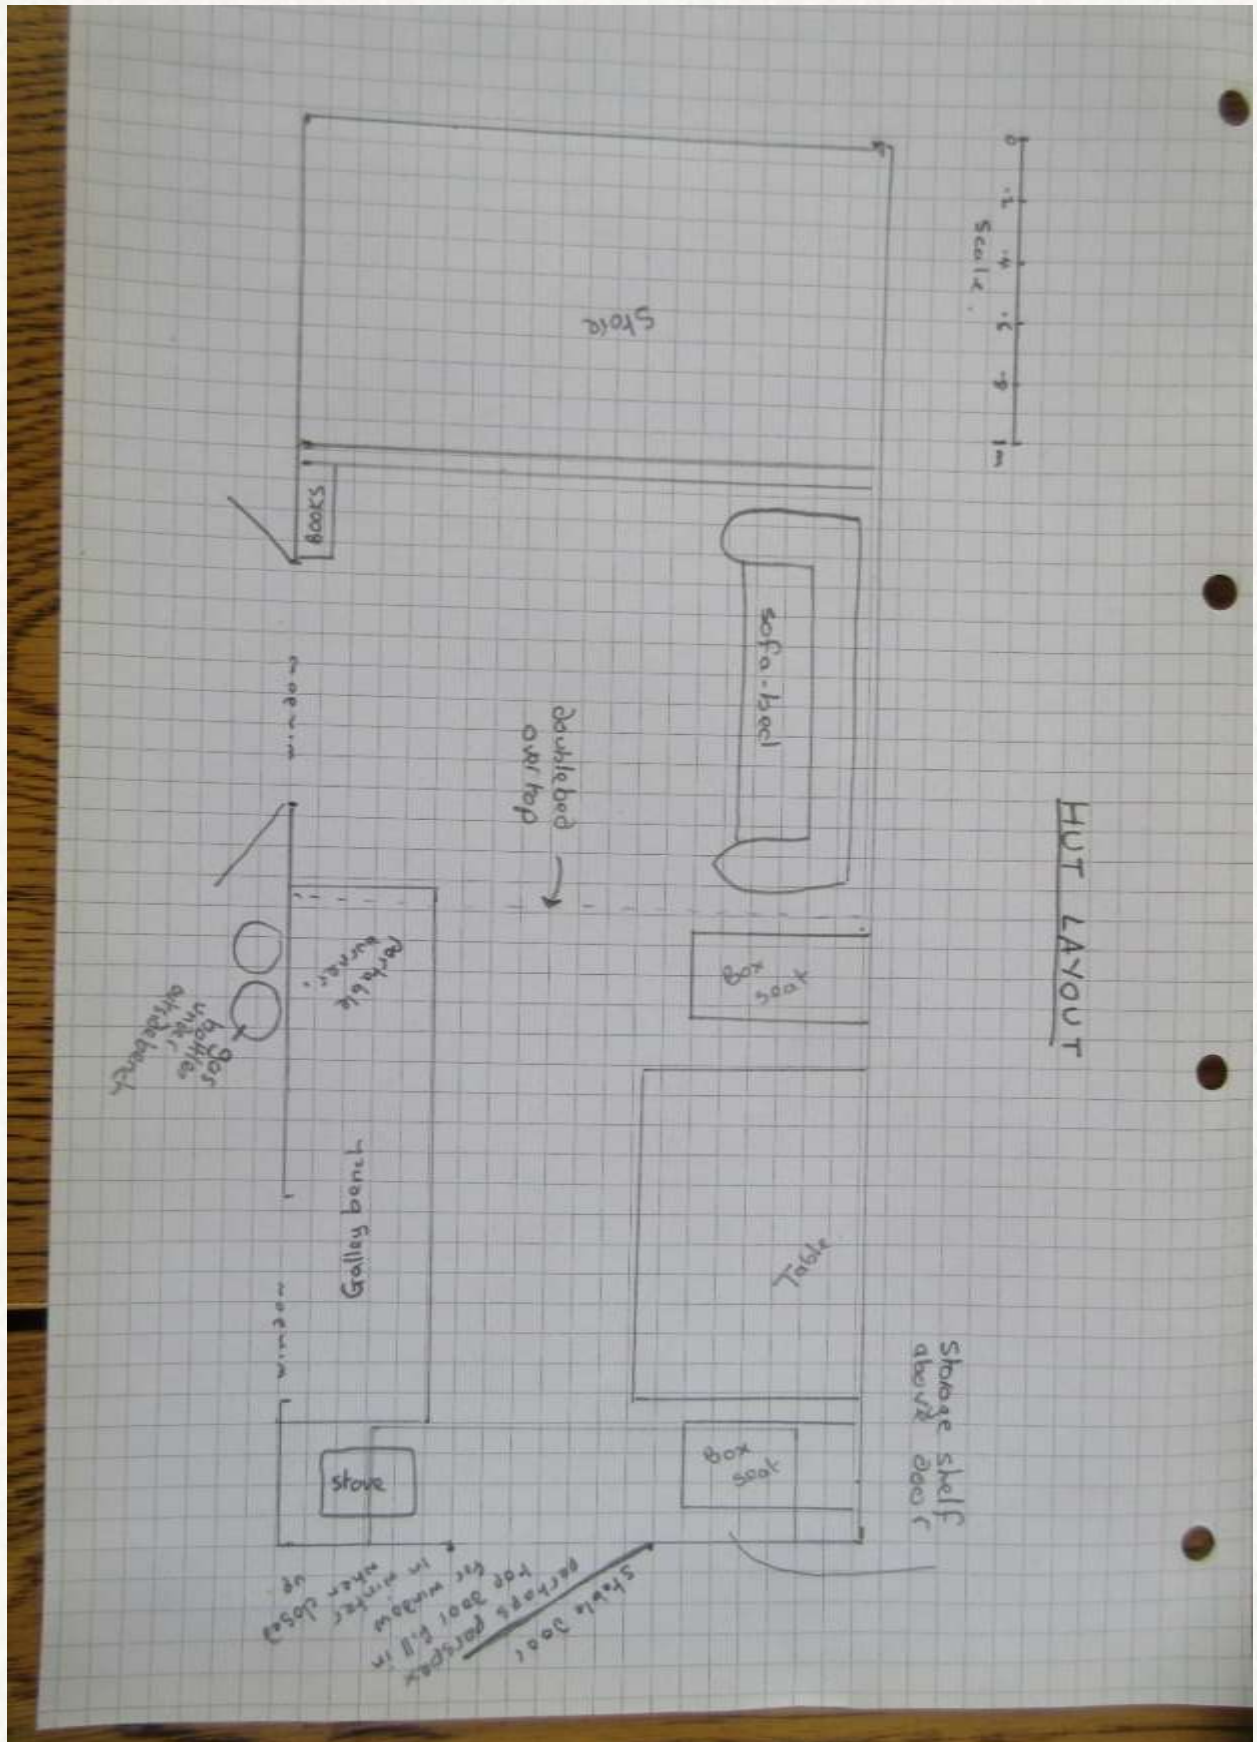 HUT LAYOUT
0 .2 .4 .6 .8 1m
Scale.
Store
BOOKS
sofa-bed
window
double bed
over top
Box
seat
portable
burner.
gas
bottles
under
outside bench
Galley bench
Table
window
Storage shelf
above door
Box
seat
Stove
stable door
perhaps perspex
top door fill in
for window
in winter
when closed
up.